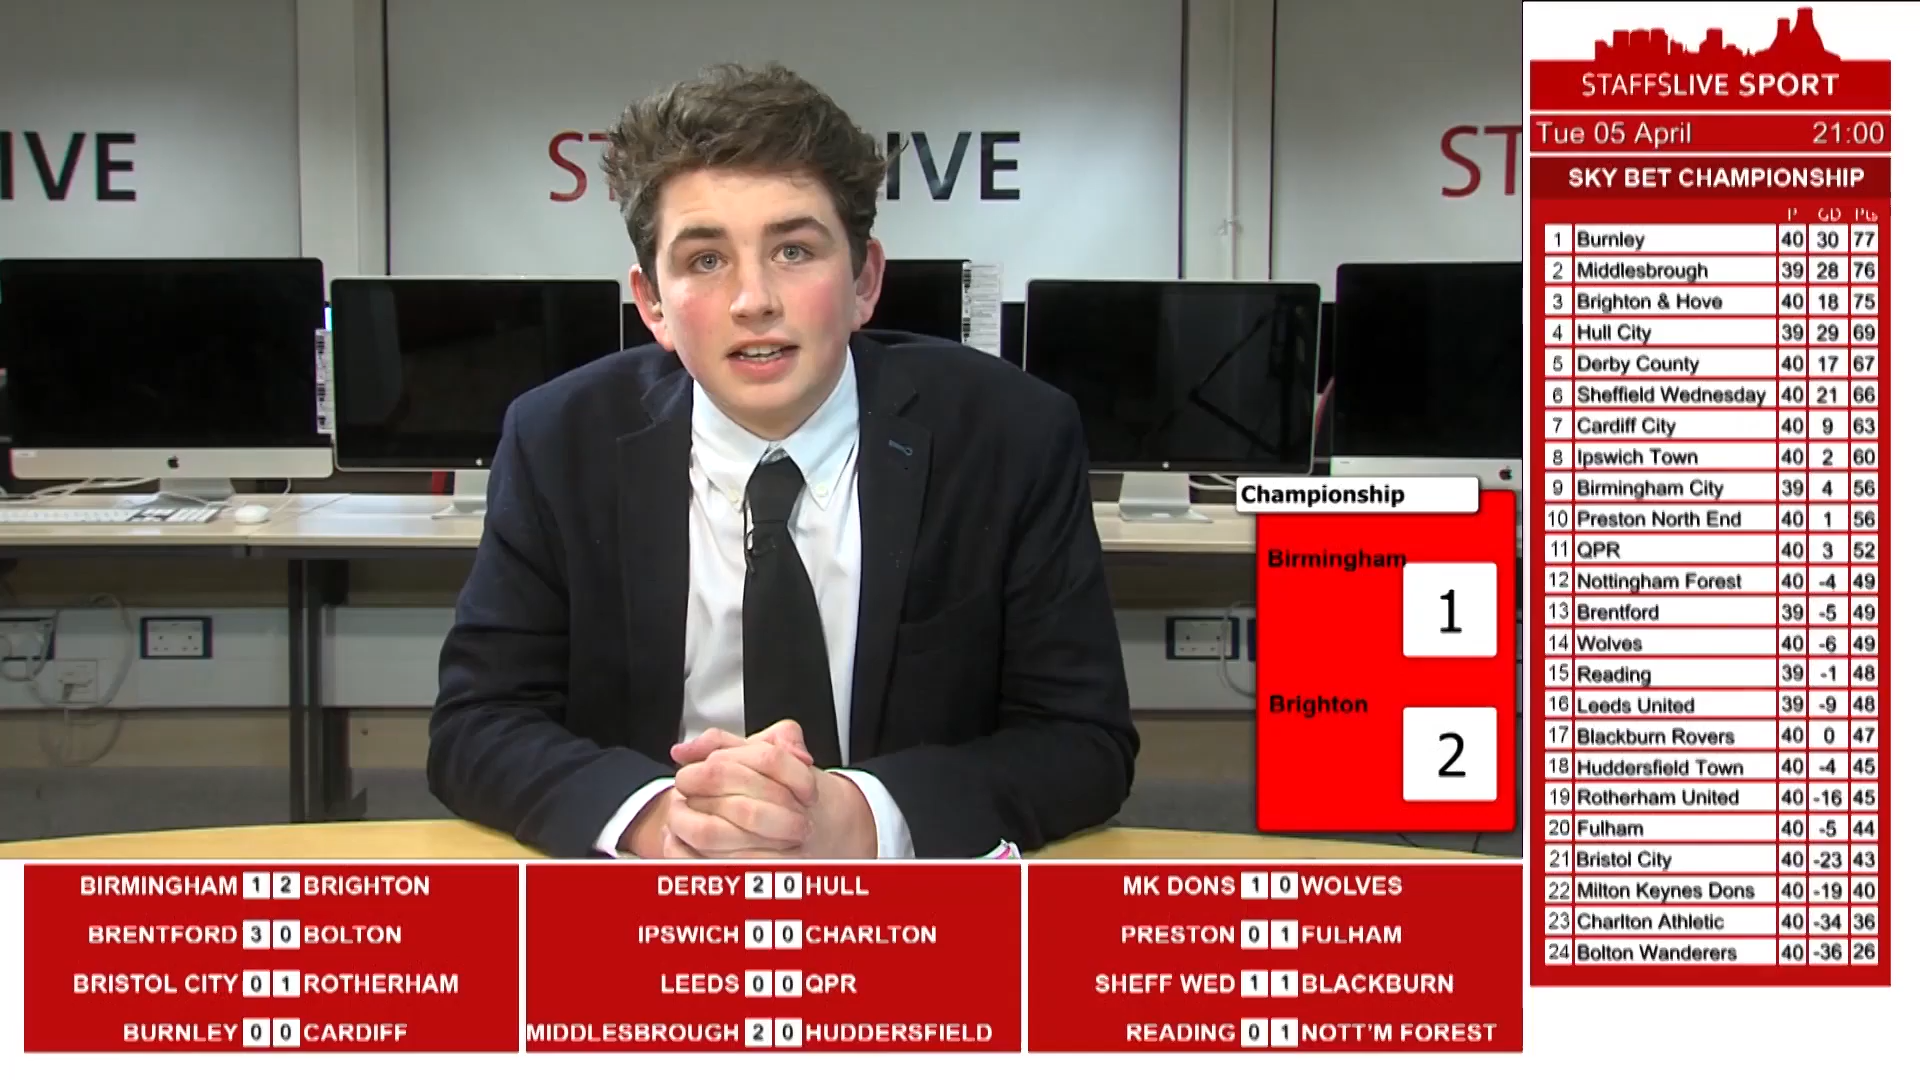 IVE
ST
IVE
ST
STAFFSLIVE SPORT
Tue 05 April 21:00
SKY BET CHAMPIONSHIP
P GD Pts
1 Burnley 40 30 77
2 Middlesbrough 39 28 76
3 Brighton & Hove 40 18 75
4 Hull City 39 29 69
5 Derby County 40 17 67
6 Sheffield Wednesday 40 21 66
7 Cardiff City 40 9 63
8 Ipswich Town 40 2 60
9 Birmingham City 39 4 56
10 Preston North End 40 1 56
11 QPR 40 3 52
12 Nottingham Forest 40 -4 49
13 Brentford 39 -5 49
14 Wolves 40 -6 49
15 Reading 39 -1 48
16 Leeds United 39 -9 48
17 Blackburn Rovers 40 0 47
18 Huddersfield Town 40 -4 45
19 Rotherham United 40 -16 45
20 Fulham 40 -5 44
21 Bristol City 40 -23 43
22 Milton Keynes Dons 40 -19 40
23 Charlton Athletic 40 -34 36
24 Bolton Wanderers 40 -36 26
Championship
Birmingham
1
Brighton
2
BIRMINGHAM 1 2 BRIGHTON
BRENTFORD 3 0 BOLTON
BRISTOL CITY 0 1 ROTHERHAM
BURNLEY 0 0 CARDIFF
DERBY 2 0 HULL
IPSWICH 0 0 CHARLTON
LEEDS 0 0 QPR
MIDDLESBROUGH 2 0 HUDDERSFIELD
MK DONS 1 0 WOLVES
PRESTON 0 1 FULHAM
SHEFF WED 1 1 BLACKBURN
READING 0 1 NOTT'M FOREST